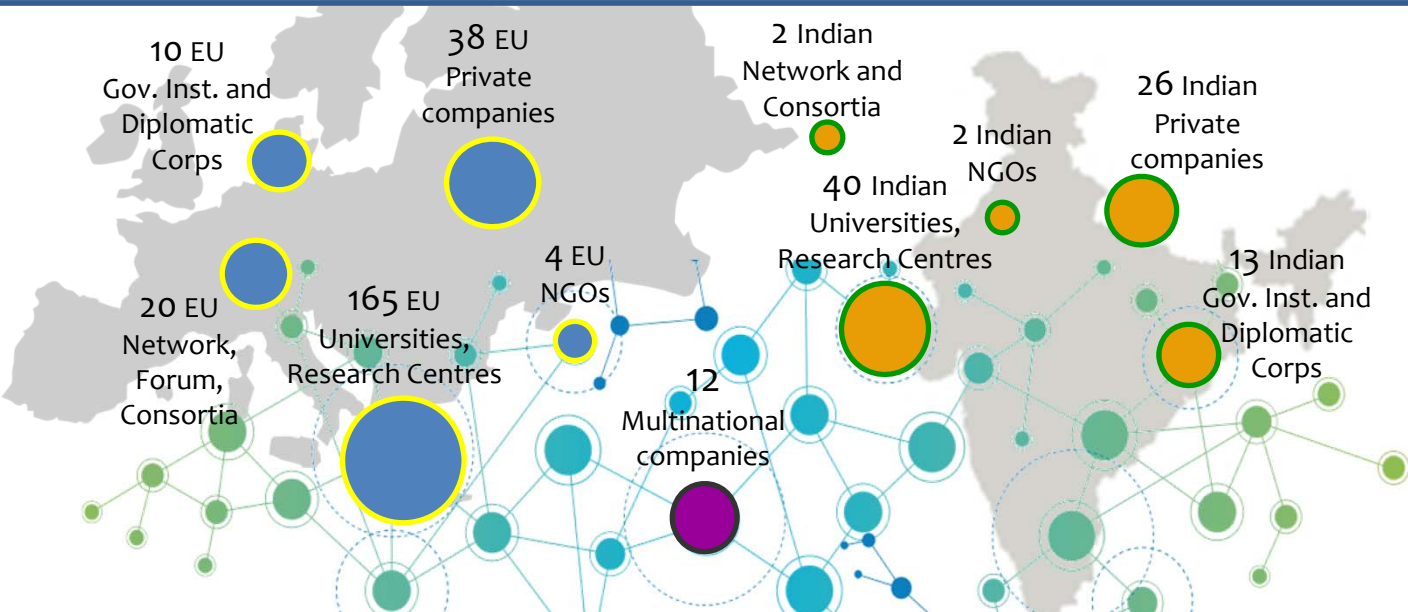 10 EU
Gov. Inst. and
Diplomatic
Corps
38 EU
Private
companies
2 Indian
Network and
Consortia
26 Indian
Private
companies
2 Indian
NGOs
40 Indian
Universities,
Research Centres
4 EU
NGOs
13 Indian
Gov. Inst. and
Diplomatic
Corps
20 EU
Network,
Forum,
Consortia
165 EU
Universities,
Research Centres
12
Multinational
companies